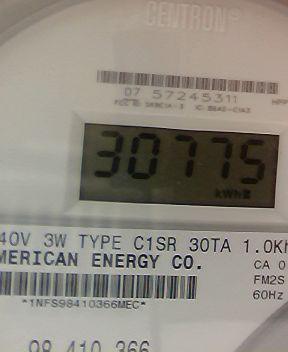 CENTRON®
07 57245311
30775
kWh
40V 3W TYPE C1SR 30TA 1.0Kh
MERICAN ENERGY CO.
CA 0
FM2S
60Hz
*1NFS98410366MEC*
98 410 366